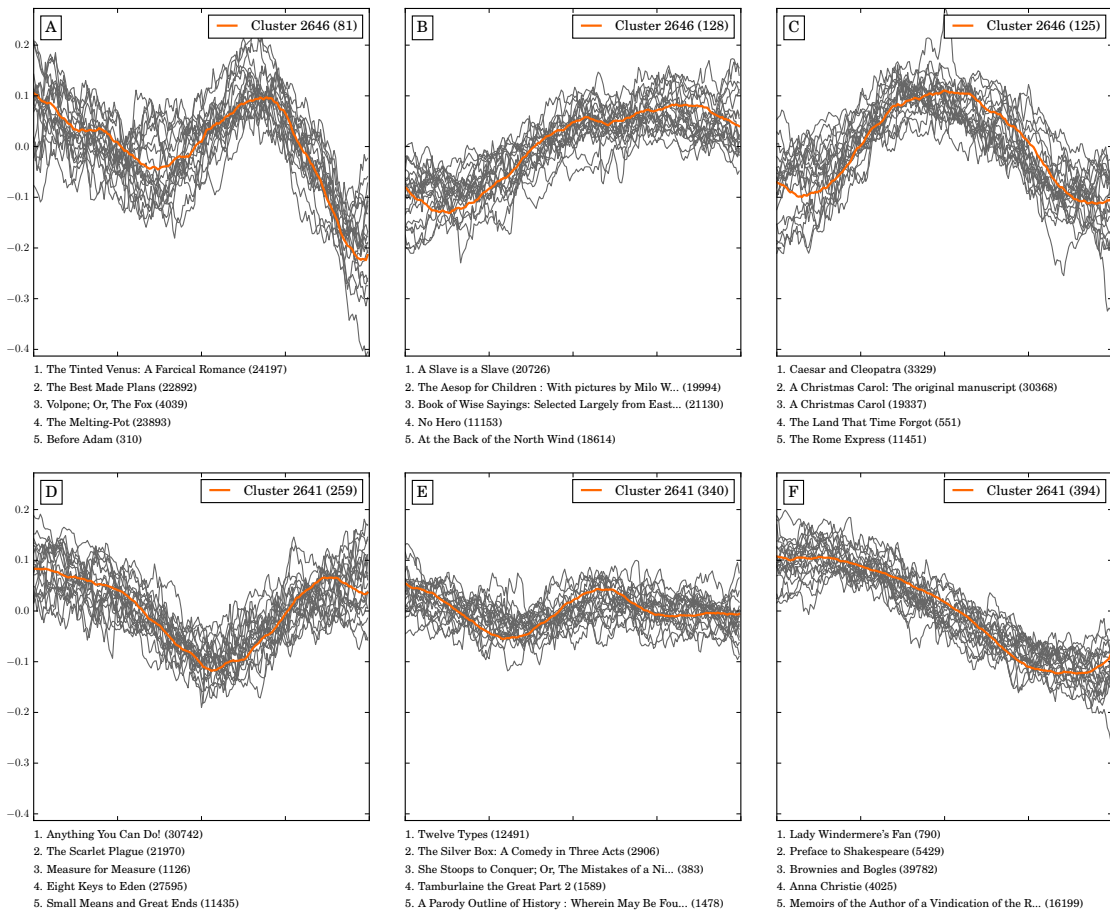 A
Cluster 2646 (81)
B
Cluster 2646 (128)
C
Cluster 2646 (125)
0.2
0.1
0.0
−0.1
−0.2
−0.3
−0.4
1. The Tinted Venus: A Farcical Romance (24197)
2. The Best Made Plans (22892)
3. Volpone; Or, The Fox (4039)
4. The Melting-Pot (23893)
5. Before Adam (310)
1. A Slave is a Slave (20726)
2. The Aesop for Children : With pictures by Milo W... (19994)
3. Book of Wise Sayings: Selected Largely from East... (21130)
4. No Hero (11153)
5. At the Back of the North Wind (18614)
1. Caesar and Cleopatra (3329)
2. A Christmas Carol: The original manuscript (30368)
3. A Christmas Carol (19337)
4. The Land That Time Forgot (551)
5. The Rome Express (11451)
D
Cluster 2641 (259)
E
Cluster 2641 (340)
F
Cluster 2641 (394)
0.2
0.1
0.0
−0.1
−0.2
−0.3
−0.4
1. Anything You Can Do! (30742)
2. The Scarlet Plague (21970)
3. Measure for Measure (1126)
4. Eight Keys to Eden (27595)
5. Small Means and Great Ends (11435)
1. Twelve Types (12491)
2. The Silver Box: A Comedy in Three Acts (2906)
3. She Stoops to Conquer; Or, The Mistakes of a Ni... (383)
4. Tamburlaine the Great Part 2 (1589)
5. A Parody Outline of History : Wherein May Be Fou... (1478)
1. Lady Windermere's Fan (790)
2. Preface to Shakespeare (5429)
3. Brownies and Bogles (39782)
4. Anna Christie (4025)
5. Memoirs of the Author of a Vindication of the R... (16199)